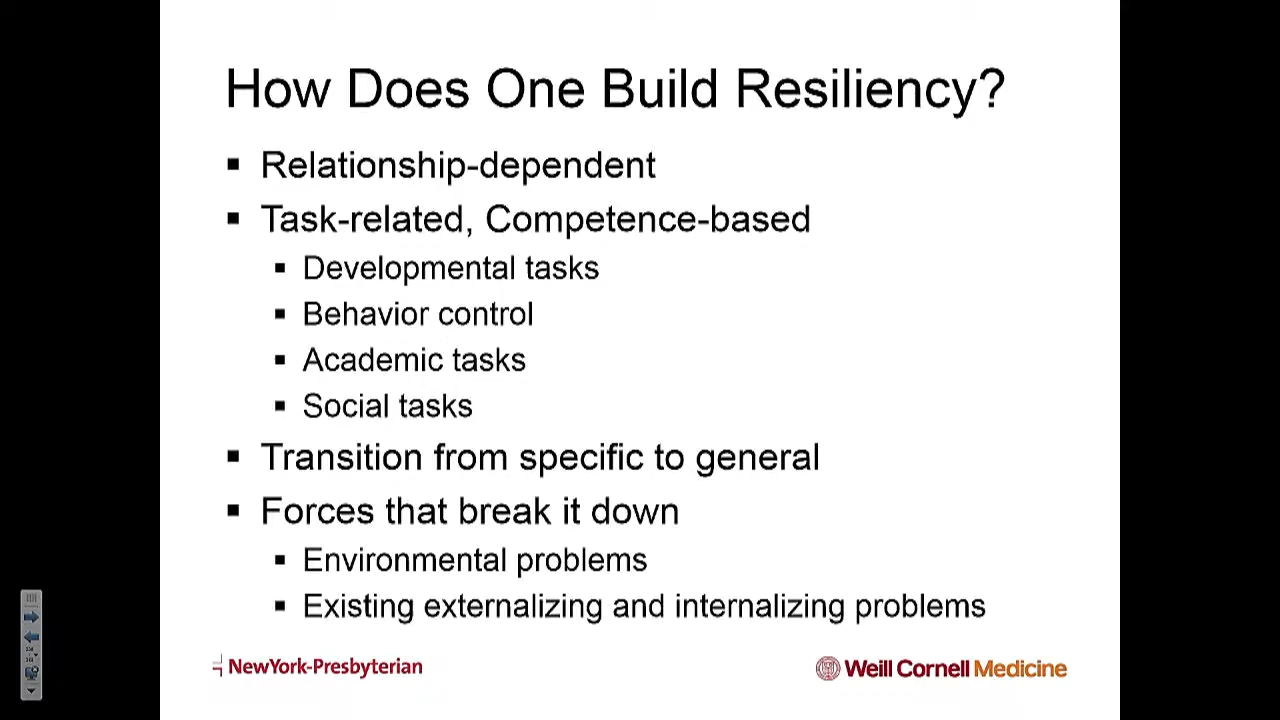 How Does One Build Resiliency?
▪ Relationship-dependent
▪ Task-related, Competence-based
▪ Developmental tasks
▪ Behavior control
▪ Academic tasks
▪ Social tasks
▪ Transition from specific to general
▪ Forces that break it down
▪ Environmental problems
▪ Existing externalizing and internalizing problems
NewYork-Presbyterian
Weill Cornell Medicine